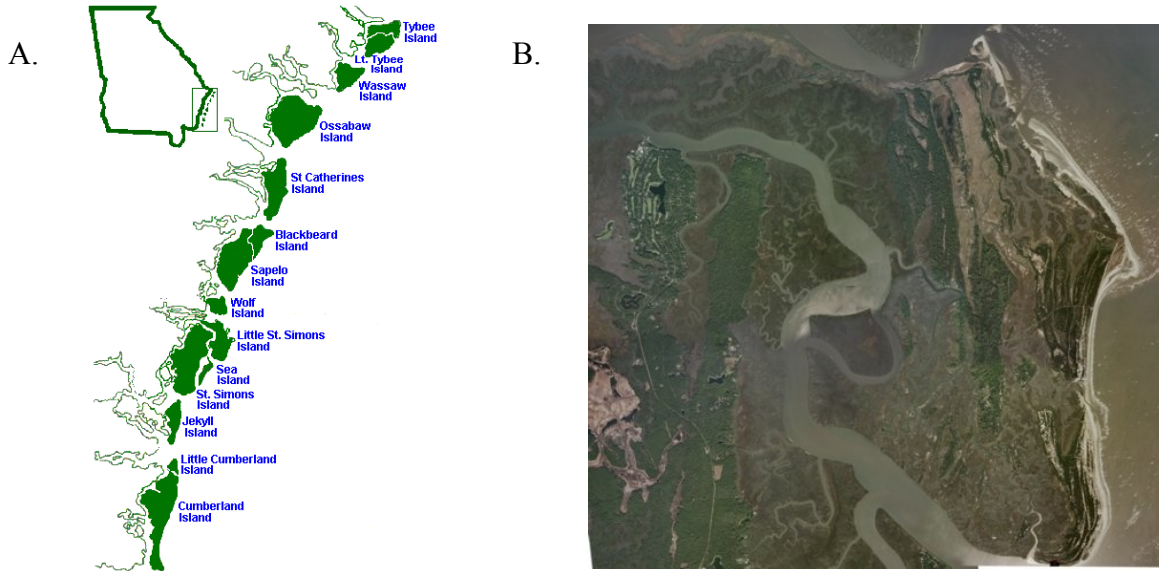 A.
B.
Tybee
Island
Lt. Tybee
Island
Wassaw
Island
Ossabaw
Island
St Catherines
Island
Blackbeard
Island
Sapelo
Island
Wolf
Island
Little St. Simons
Island
Sea
Island
St. Simons
Island
Jekyll
Island
Little Cumberland
Island
Cumberland
Island